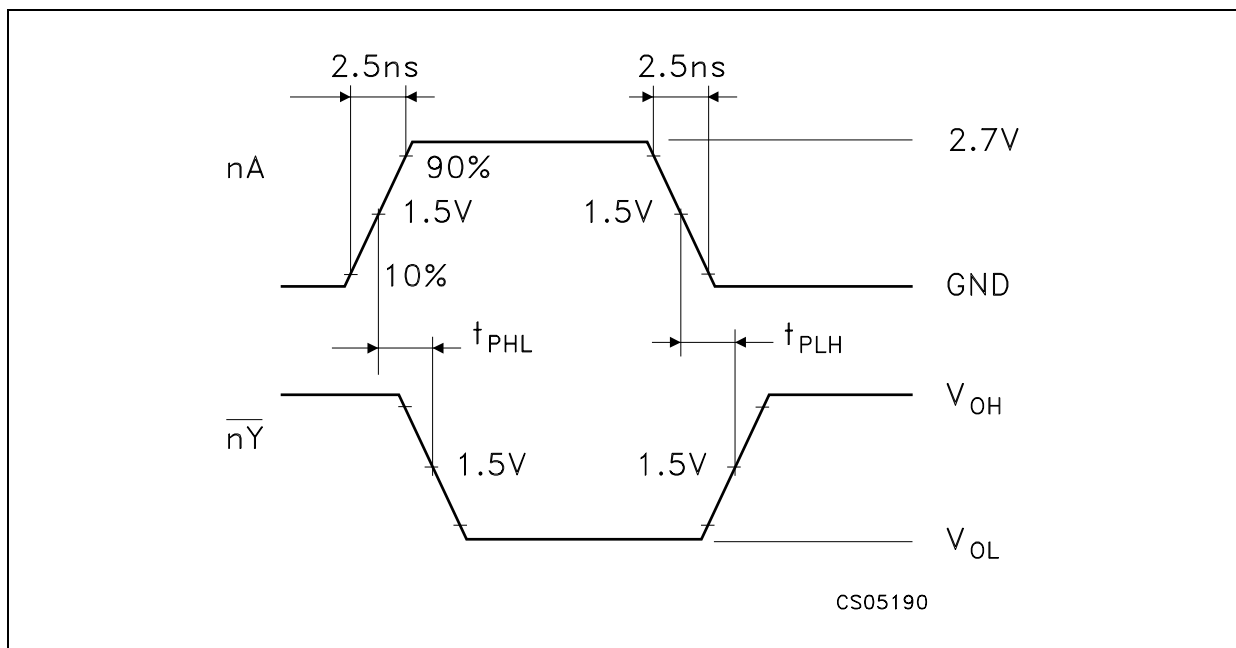 2.5ns 2.5ns
2.7V
nA
90%
1.5V 1.5V
10%
GND
tPHL tPLH
VOH
nY
1.5V 1.5V
VOL
CS05190